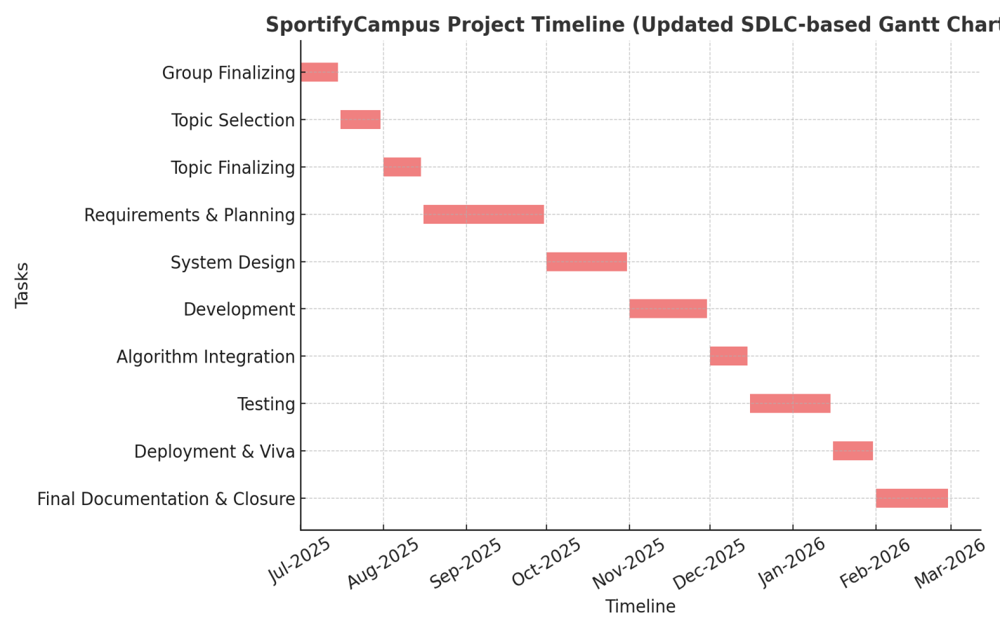 SportifyCampus Project Timeline (Updated SDLC-based Gantt Chart
Group Finalizing
Topic Selection
Topic Finalizing
Requirements & Planning
System Design
Development
Algorithm Integration
Testing
Deployment & Viva
Final Documentation & Closure
Tasks
Jul-2025
Aug-2025
Sep-2025
Oct-2025
Nov-2025
Dec-2025
Jan-2026
Feb-2026
Mar-2026
Timeline